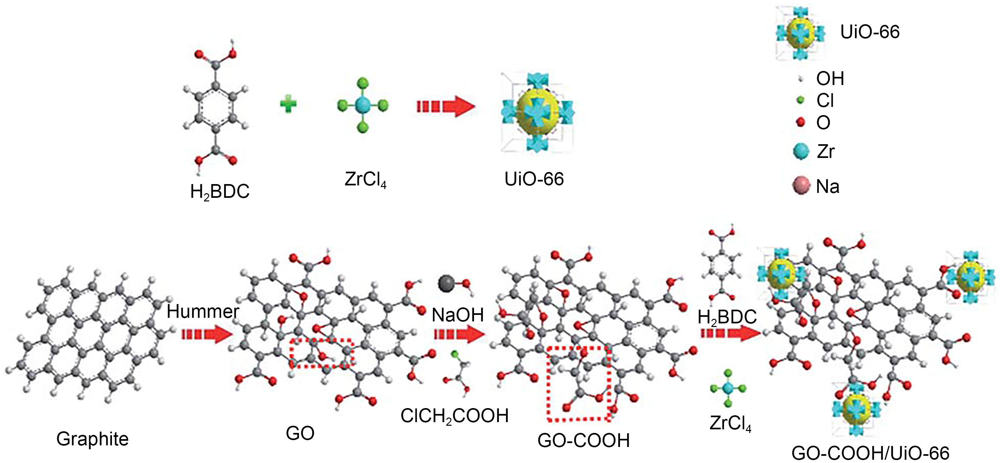 UiO-66
OH
Cl
O
Zr
Na
H₂BDC
ZrCl₄
UiO-66
Hummer
NaOH
H₂BDC
ClCH₂COOH
ZrCl₄
Graphite
GO
GO-COOH
GO-COOH/UiO-66